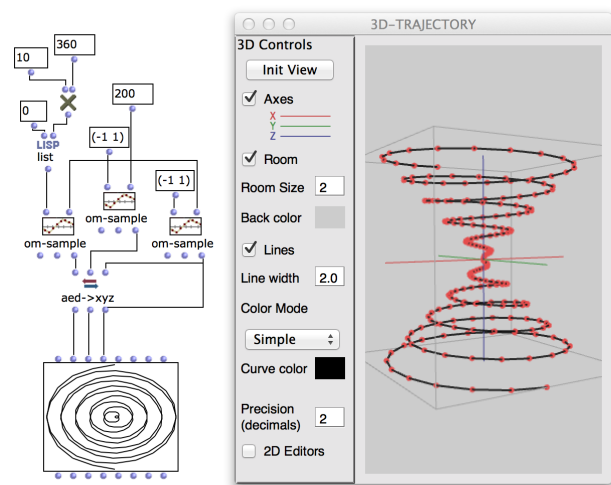 360
10
200
0
LISP
list
(-1 1)
(-1 1)
om-sample
om-sample
om-sample
aed->xyz
3D-TRAJECTORY
3D Controls
Init View
Axes
X
Y
Z
Room
Room Size 2
Back color
Lines
Line width 2.0
Color Mode
Simple
Curve color
Precision
(decimals) 2
2D Editors